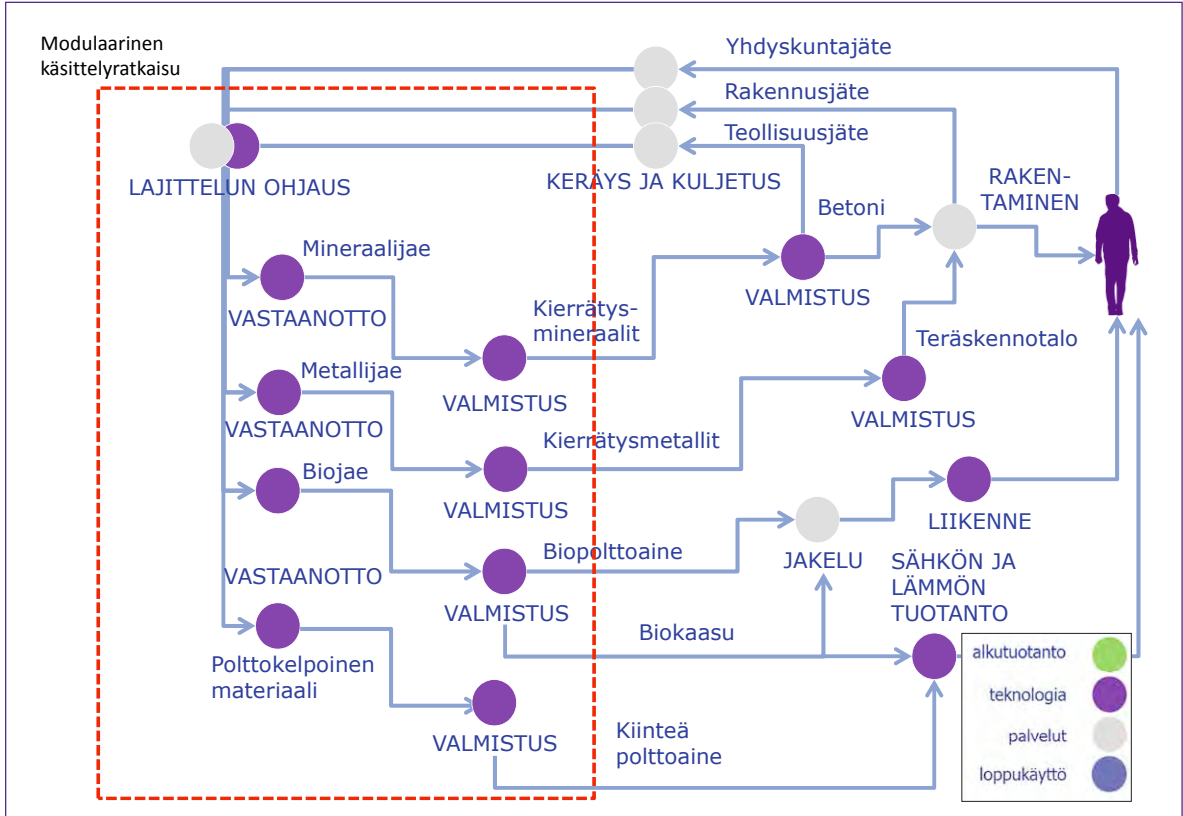 Modulaarinen
käsittelyratkaisu
Yhdyskuntajäte
Rakennusjäte
Teollisuusjäte
LAJITTELUN OHJAUS
KERÄYS JA KULJETUS
RAKEN-
TAMINEN
Betoni
Mineraalijae
VALMISTUS
VASTAANOTTO
Kierrätys-
mineraalit
Teräskennotalo
Metallijae
VALMISTUS
VALMISTUS
VASTAANOTTO
Kierrätysmetallit
Biojae
VALMISTUS
LIIKENNE
Biopolttoaine
JAKELU
SÄHKÖN JA
LÄMMÖN
TUOTANTO
VASTAANOTTO
VALMISTUS
Biokaasu
Polttokelpoinen
materiaali
VALMISTUS
Kiinteä
polttoaine
alkutuotanto
teknologia
palvelut
loppukäyttö